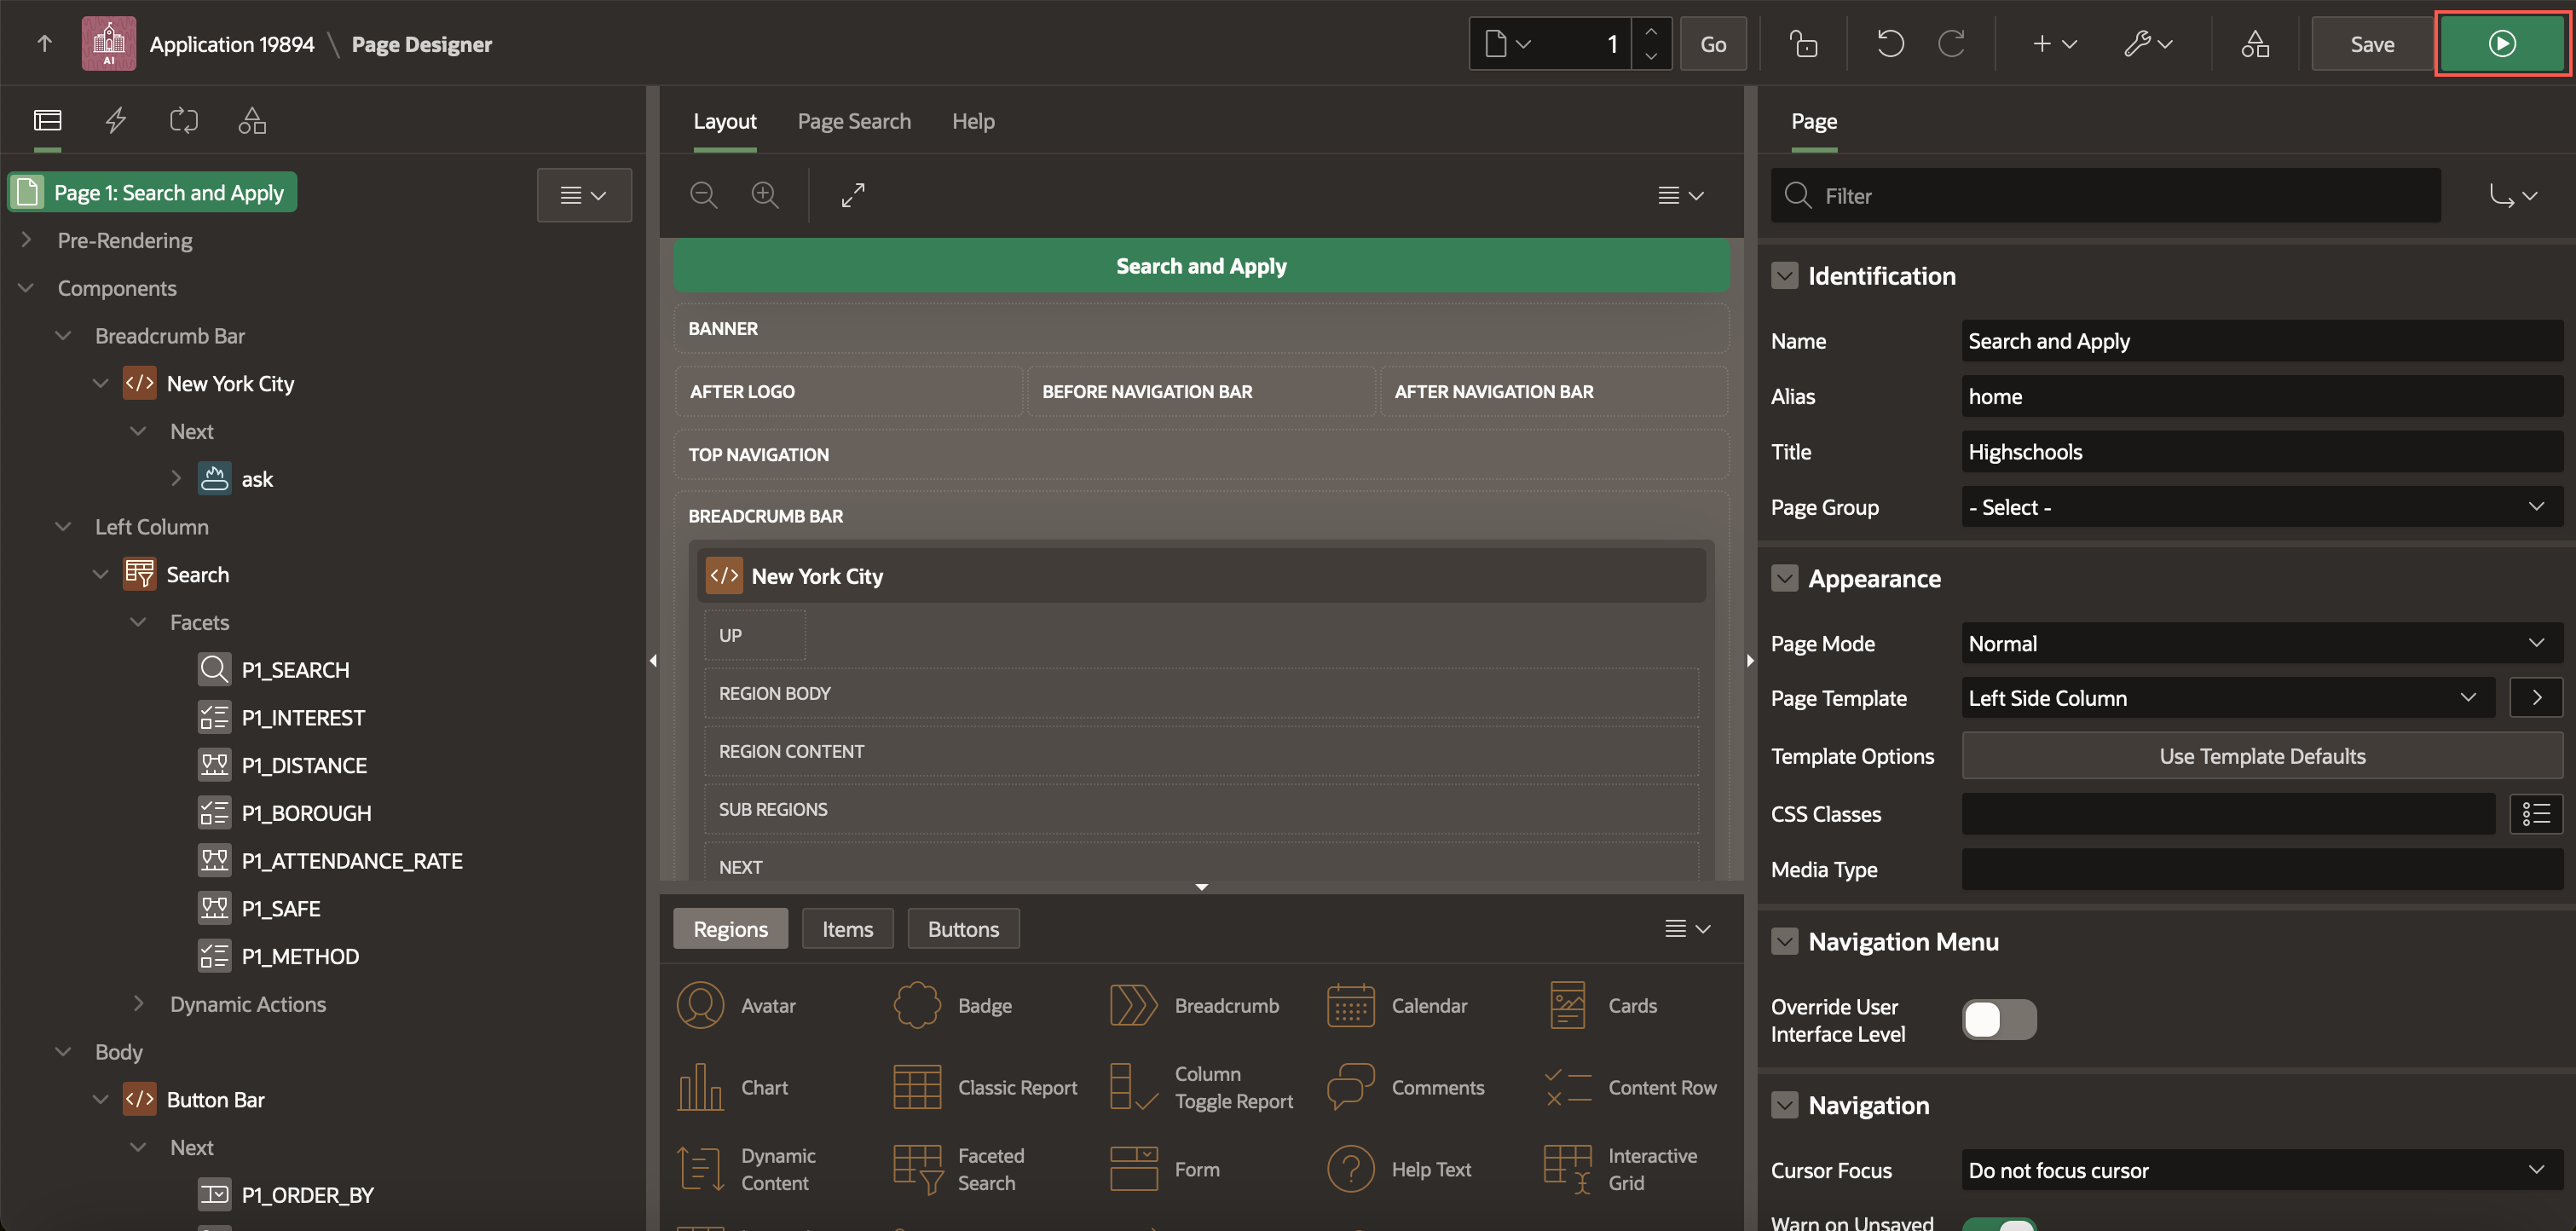 AI
Application 19894 \ Page Designer
1
Go
Save
Layout
Page Search
Help
Page
Page 1: Search and Apply
Pre-Rendering
Components
Breadcrumb Bar
</> New York City
Next
ask
Left Column
Search
Facets
P1_SEARCH
P1_INTEREST
P1_DISTANCE
P1_BOROUGH
P1_ATTENDANCE_RATE
P1_SAFE
P1_METHOD
Dynamic Actions
Body
</> Button Bar
Next
P1_ORDER_BY
Search and Apply
BANNER
AFTER LOGO
BEFORE NAVIGATION BAR
AFTER NAVIGATION BAR
TOP NAVIGATION
BREADCRUMB BAR
</> New York City
UP
REGION BODY
REGION CONTENT
SUB REGIONS
NEXT
Regions
Items
Buttons
Avatar
Badge
Breadcrumb
Calendar
Cards
Chart
Classic Report
Column
Toggle Report
Comments
Content Row
Dynamic
Content
Faceted
Search
Form
Help Text
Interactive
Grid
Filter
Identification
Name
Search and Apply
Alias
home
Title
Highschools
Page Group
- Select -
Appearance
Page Mode
Normal
Page Template
Left Side Column
Template Options
Use Template Defaults
CSS Classes
Media Type
Navigation Menu
Override User
Interface Level
Navigation
Cursor Focus
Do not focus cursor
Warn on Unsaved